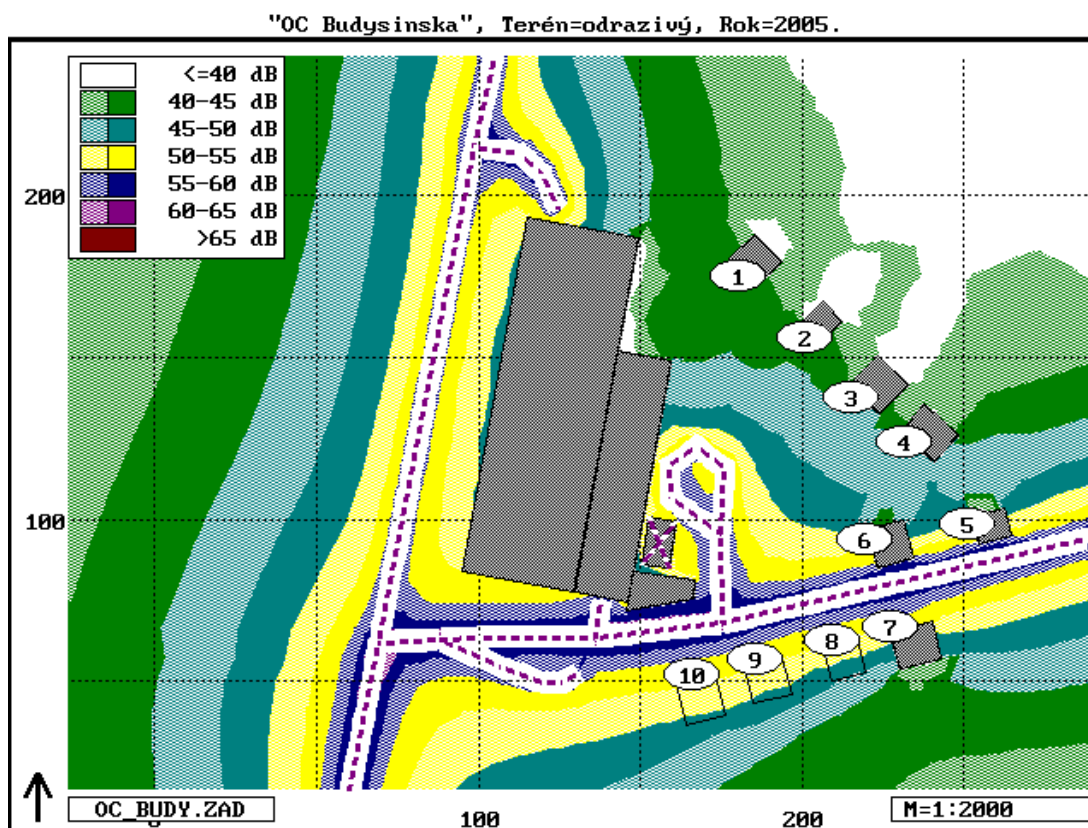 "OC Budysinska", Terén=odrazivý, Rok=2005.
<=40 dB
40-45 dB
45-50 dB
50-55 dB
55-60 dB
60-65 dB
>65 dB
200
1
2
3
4
100
5
6
7
8
9
10
OC_BUDY.ZAD
M=1:2000
100
200